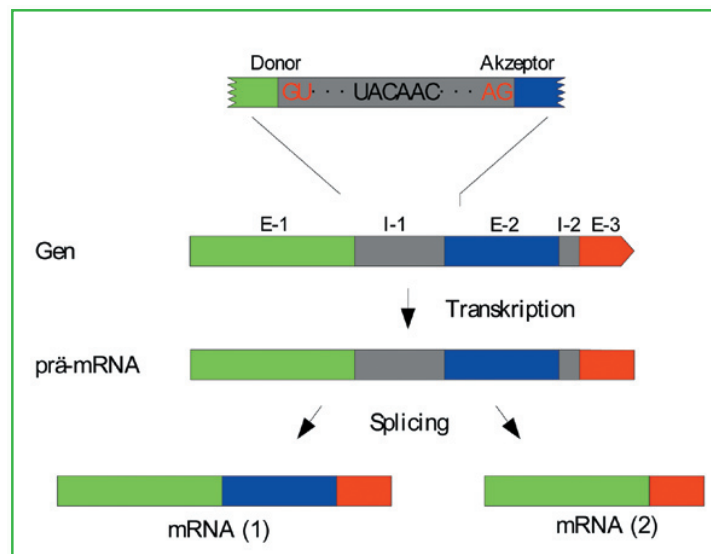 Donor Akzeptor
GU · · · UACAAC · · · AG
E-1 I-1 E-2 I-2 E-3
Gen
Transkription
prä-mRNA
Splicing
mRNA (1) mRNA (2)